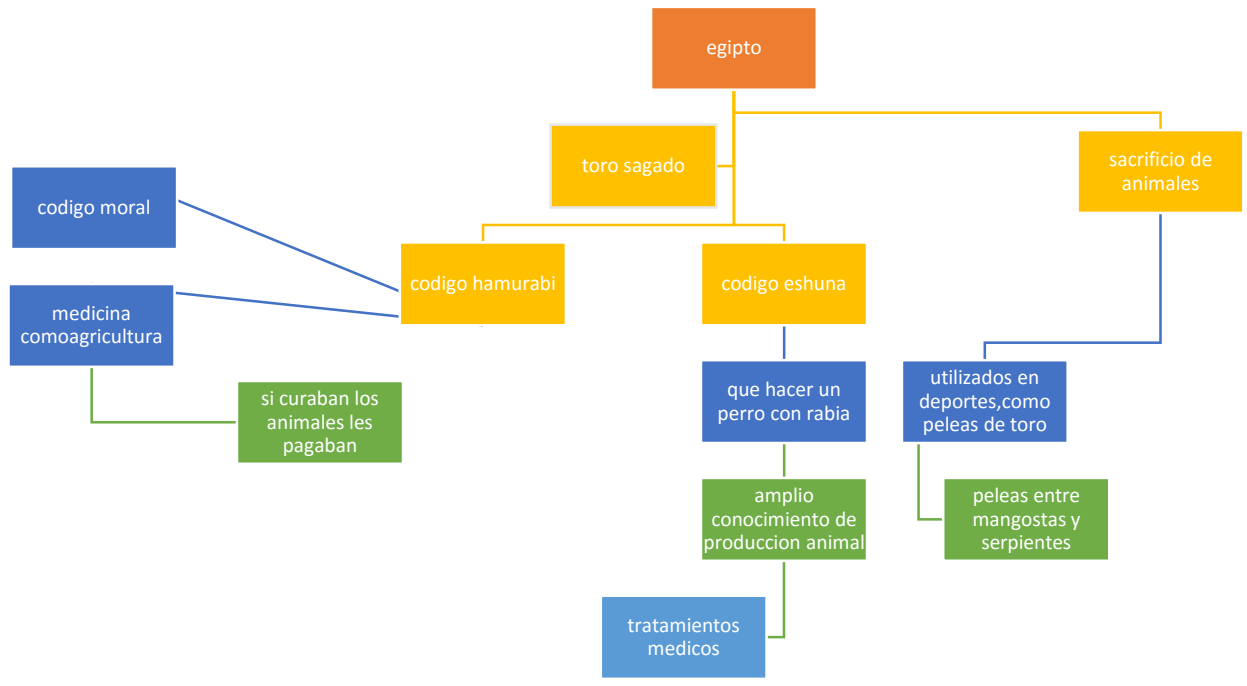 egipto
toro sagado
sacrificio de
animales
codigo moral
codigo hamurabi
codigo eshuna
medicina
comoagricultura
si curaban los
animales les
pagaban
que hacer un
perro con rabia
utilizados en
deportes,como
peleas de toro
amplio
conocimiento de
produccion animal
peleas entre
mangostas y
serpientes
tratamientos
medicos